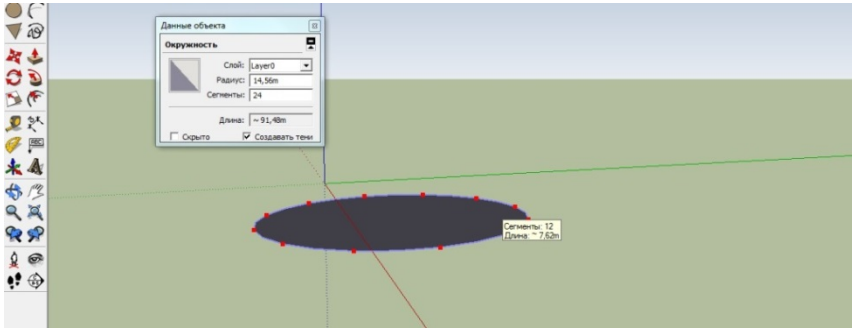 Данные объекта
Окружность
Слой: Layer0
Радиус: 14,56m
Сегменты: 24
Длина: ~ 91,48m
Скрыто
Создавать тени
Сегменты: 12
Длина: ~ 7,62m
ABC